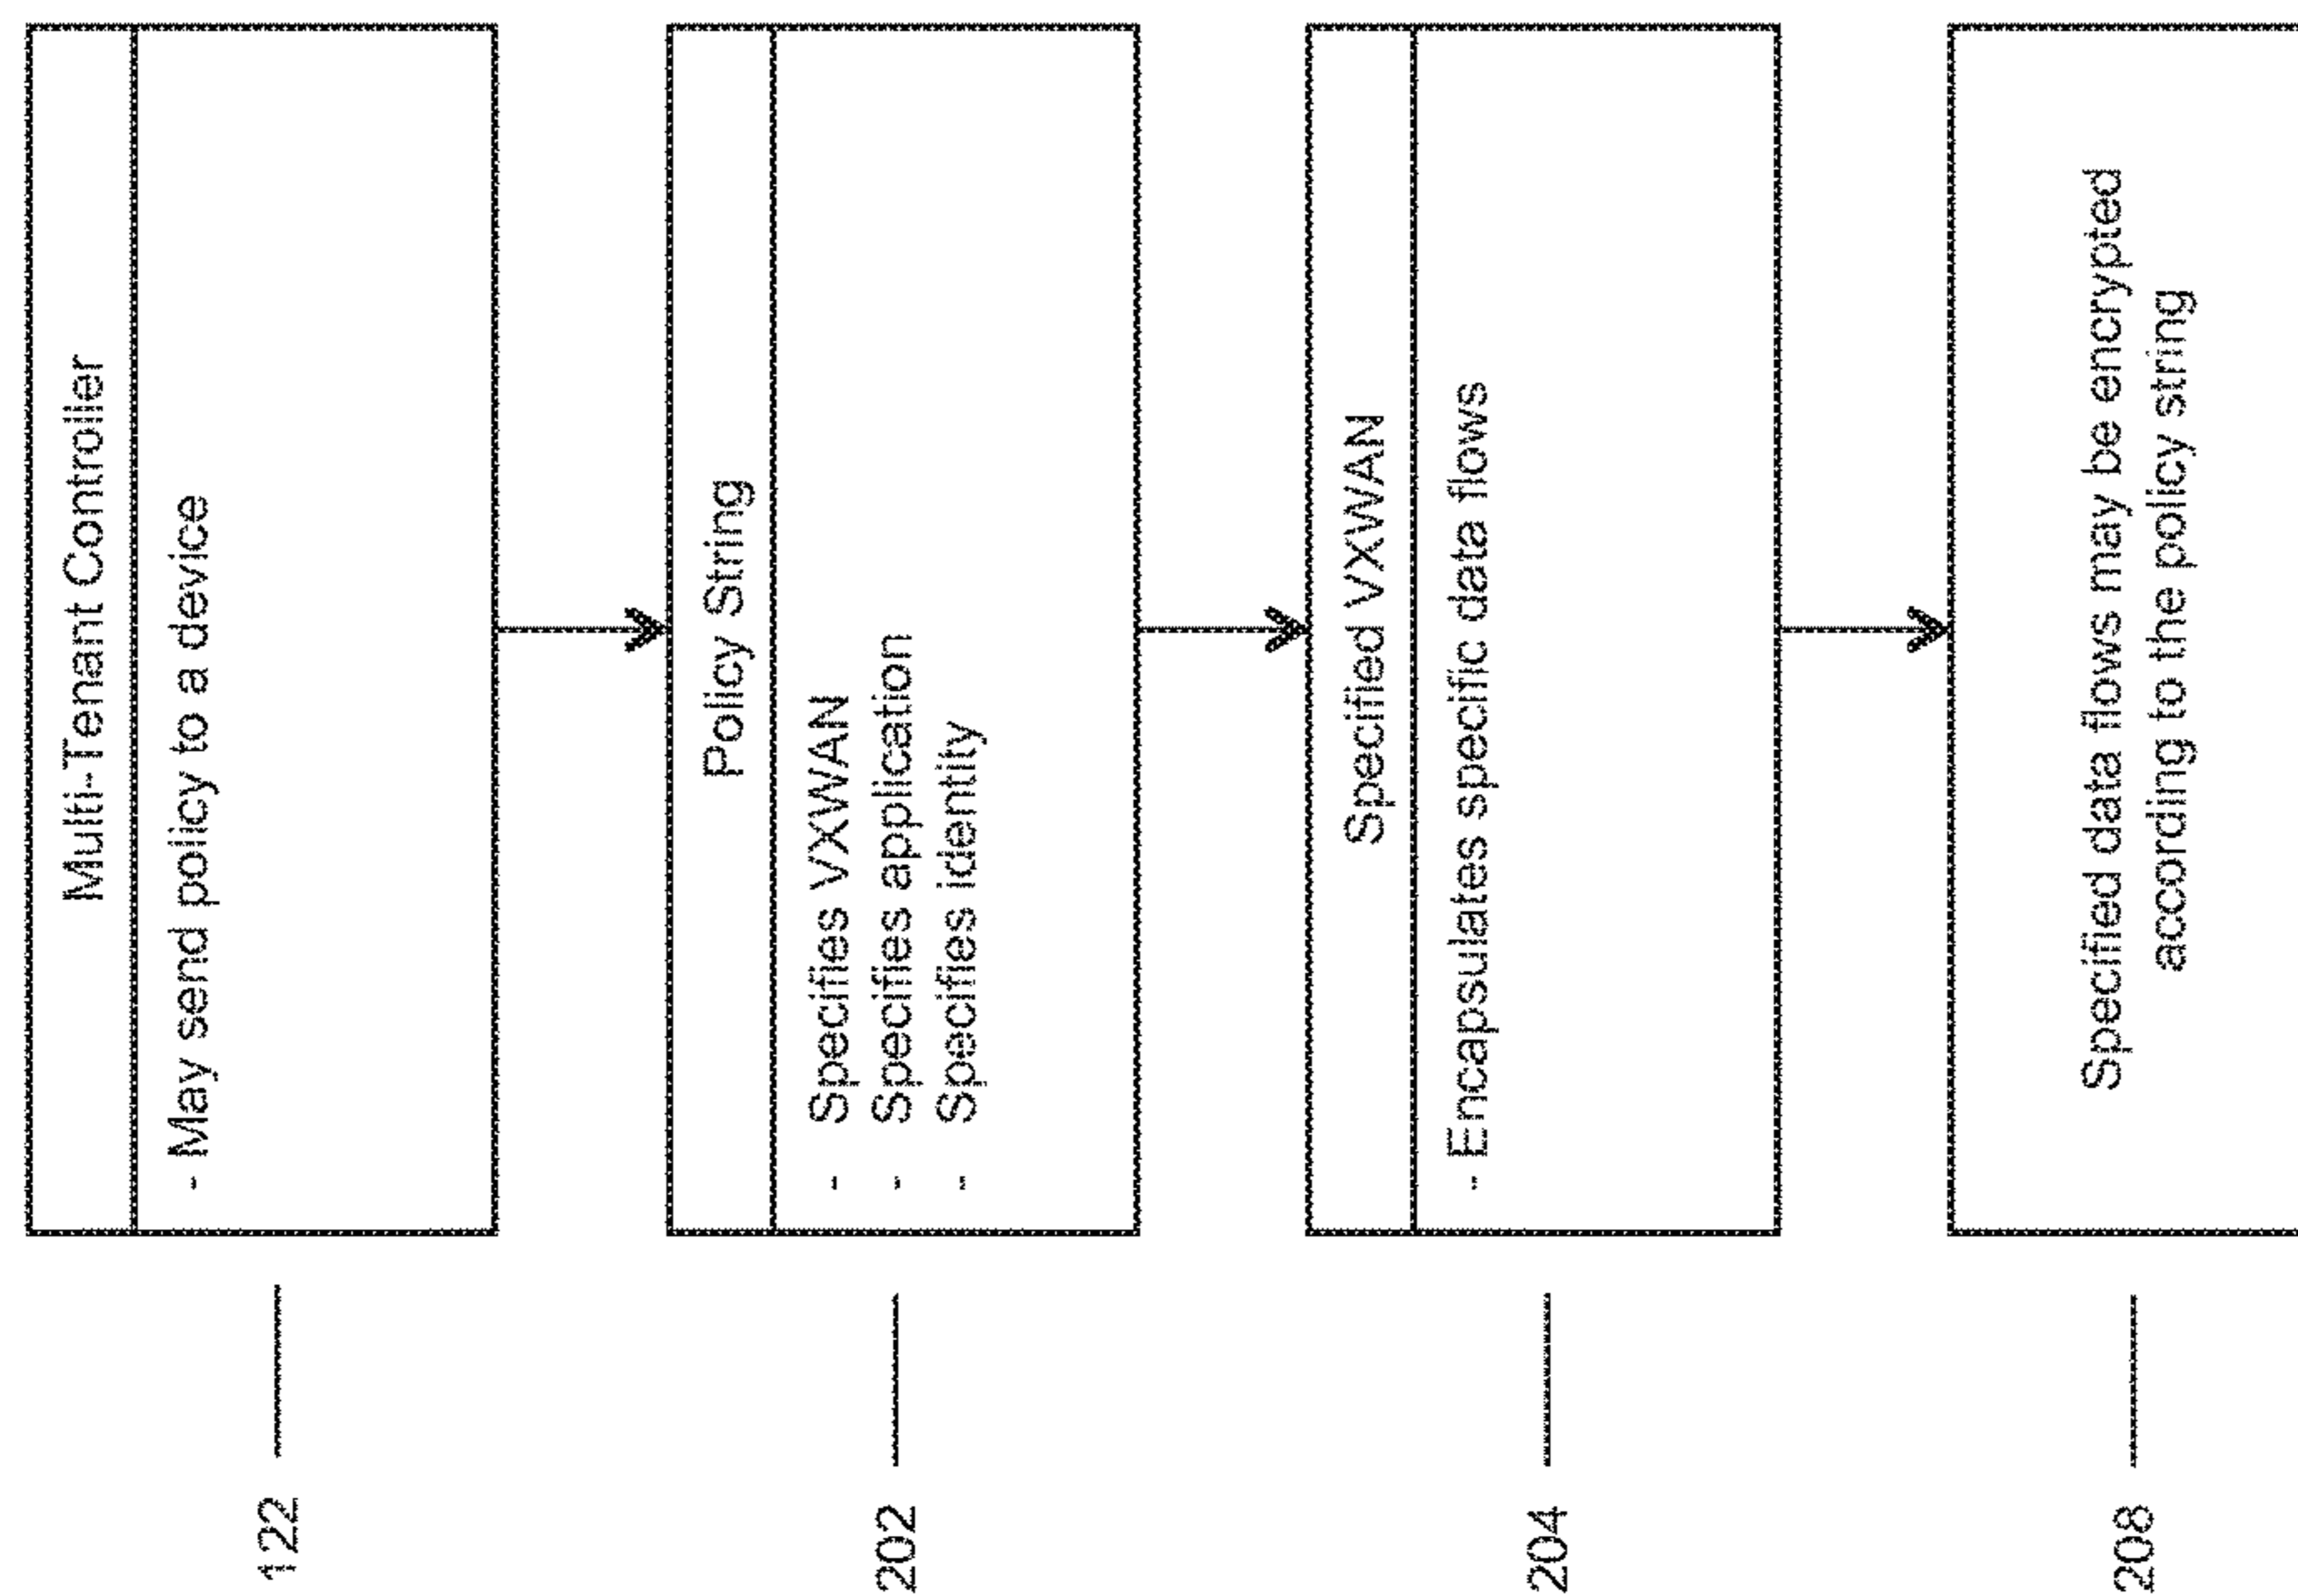 122
Multi-Tenant Controller
- May send policy to a device
202
Policy String
- Specifies VXWAN
- Specifies application
- Specifies identity
204
Specified VXWAN
- Encapsulates specific data flows
208
Specified data flows may be encrypted
according to the policy string